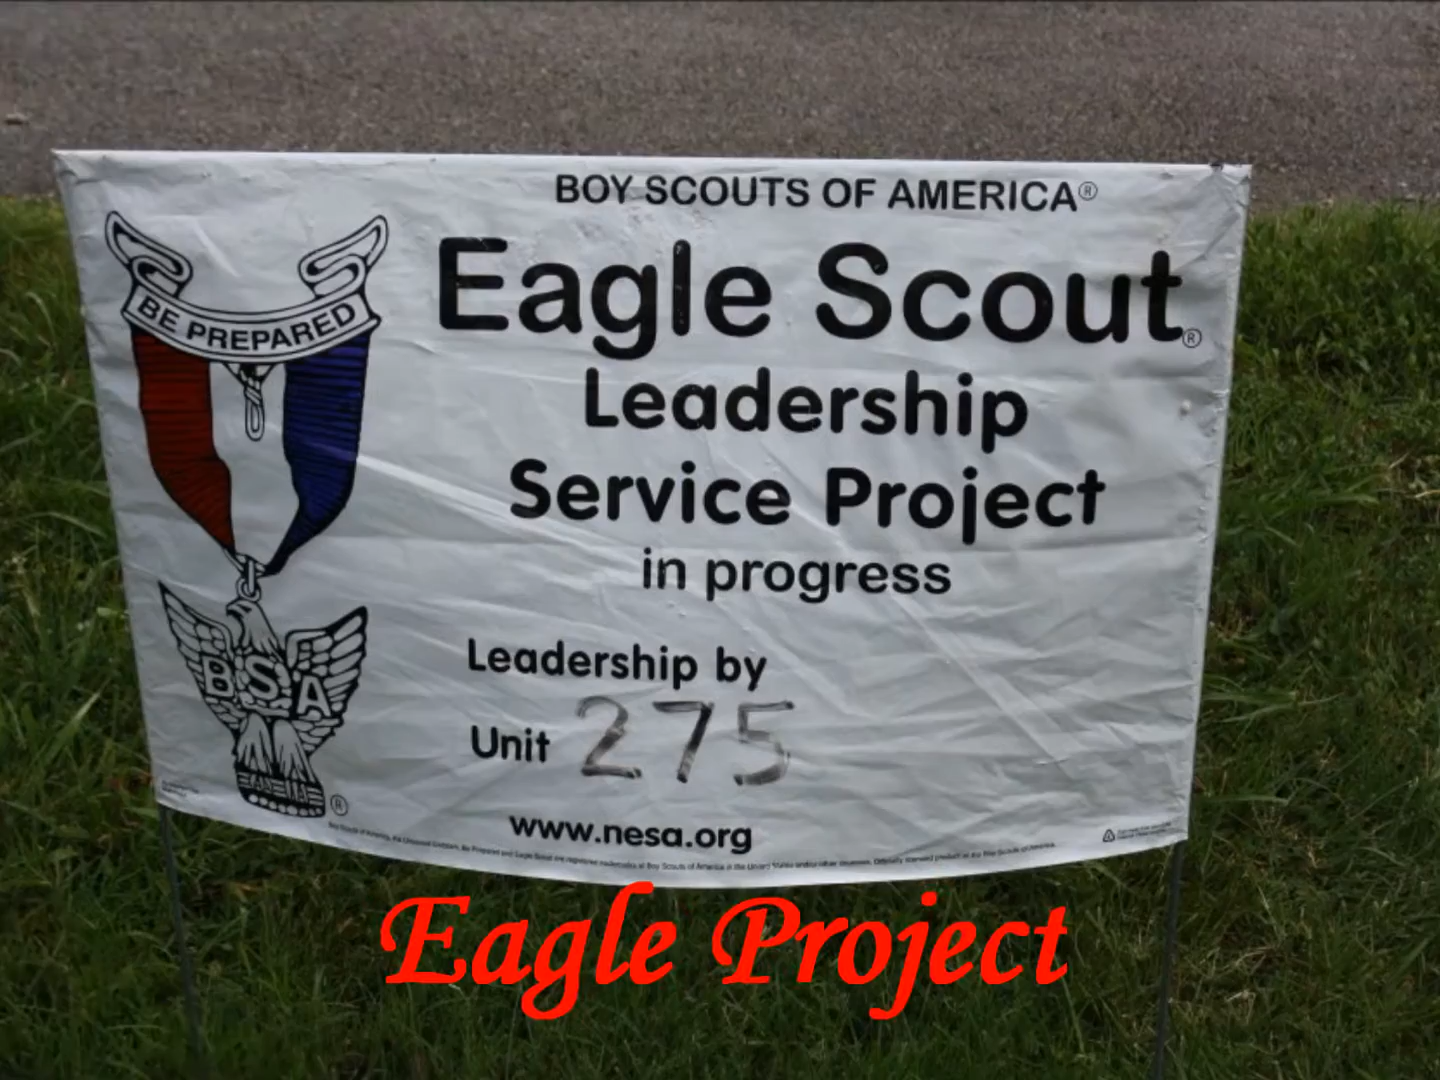 BOY SCOUTS OF AMERICA®
Eagle Scout®
Leadership
Service Project
in progress
Leadership by
Unit 275
www.nesa.org
BE PREPARED
BSA
®
Eagle Project